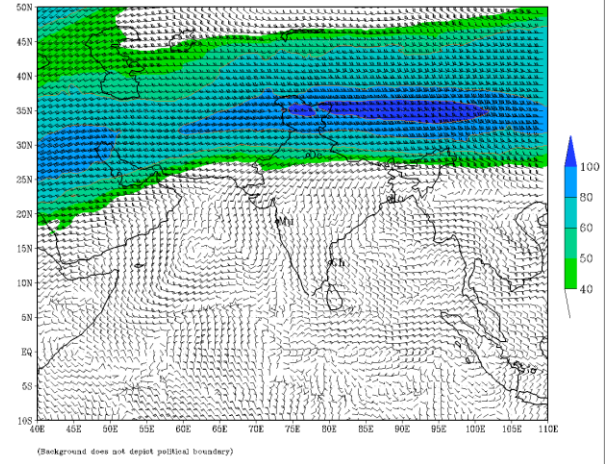 50N
45N
40N
35N
30N
25N
20N
15N
10N
5N
EQ
5S
10S
40E 45E 50E 55E 60E 65E 70E 75E 80E 85E 90E 95E 100E 105E 110E
De
Mu
Ch
100
80
60
50
40
(Background does not depict political boundary)